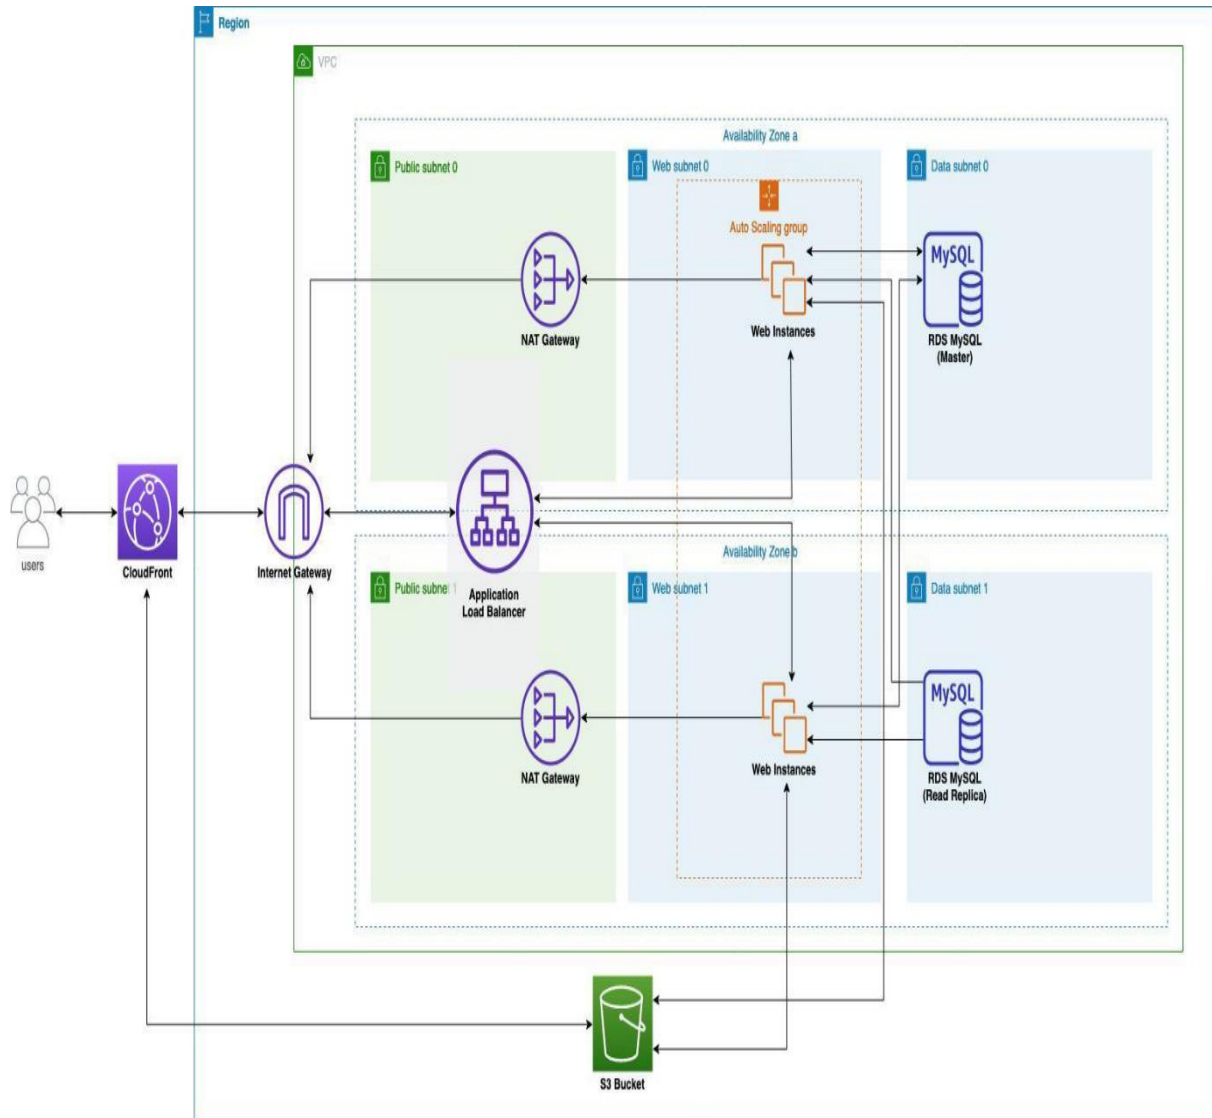 Region
VPC
Availability Zone a
Public subnet 0
Web subnet 0
Data subnet 0
Auto Scaling group
MySQL
NAT Gateway
Web Instances
RDS MySQL
(Master)
users
CloudFront
Internet Gateway
Application
Load Balancer
Availability Zone b
Public subnet 1
Web subnet 1
Data subnet 1
MySQL
NAT Gateway
Web Instances
RDS MySQL
(Read Replica)
S3 Bucket